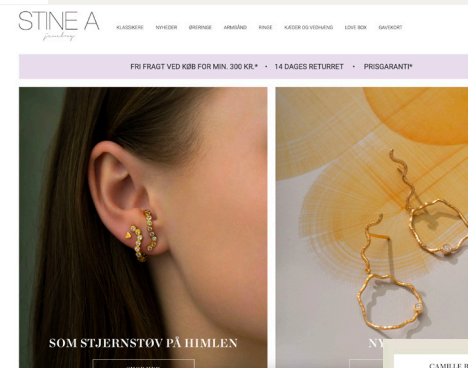 STINE A
Jewelry
KLASSIKERE NYHEDER ØRERINGE ARMBÅND RINGE KÆDER OG VEDHÆNG LOVE BOX GAVEKORT
FRI FRAGT VED KØB FOR MIN. 300 KR.* • 14 DAGES RETURRET • PRISGARANTI*
SOM STJERNSTØV PÅ HIMLEN
NY